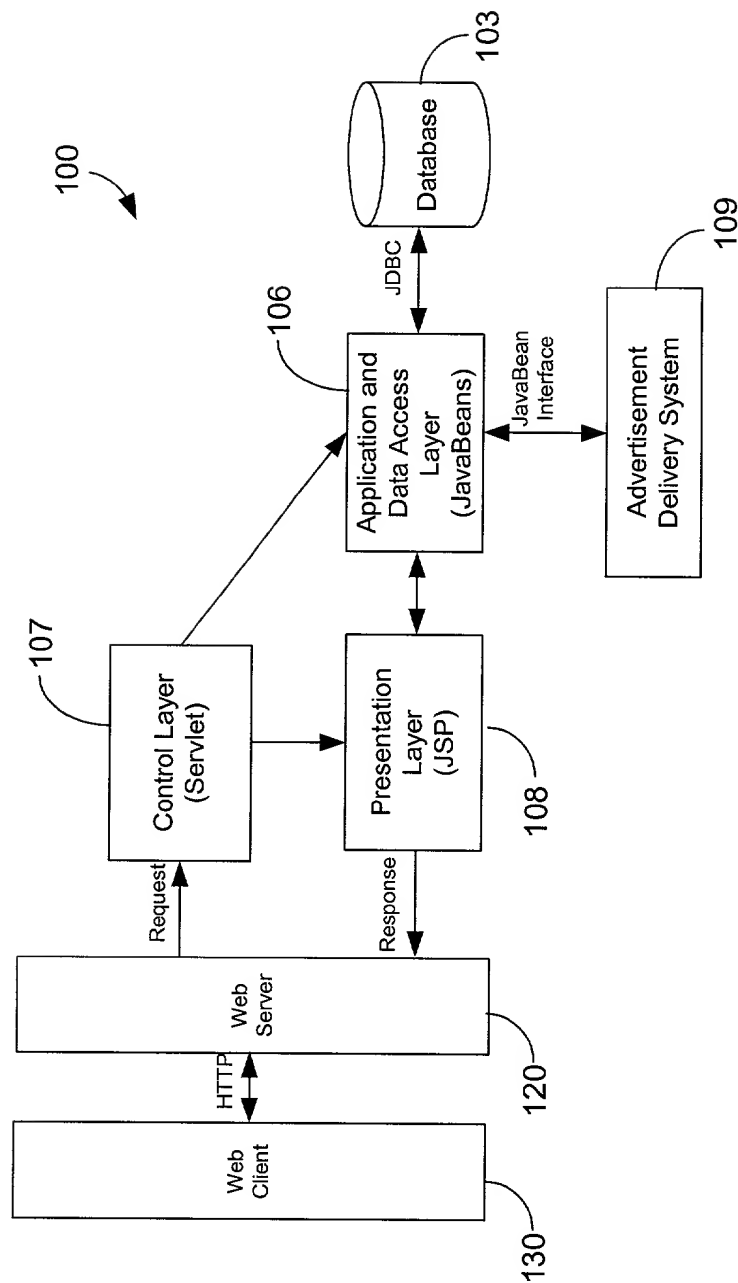 100
107
106
103
Web
Client
HTTP
Web
Server
Request
Control Layer
(Servlet)
Response
Presentation
Layer
(JSP)
Application and
Data Access
Layer
(JavaBeans)
JDBC
Database
JavaBean
Interface
Advertisement
Delivery System
130
120
108
109